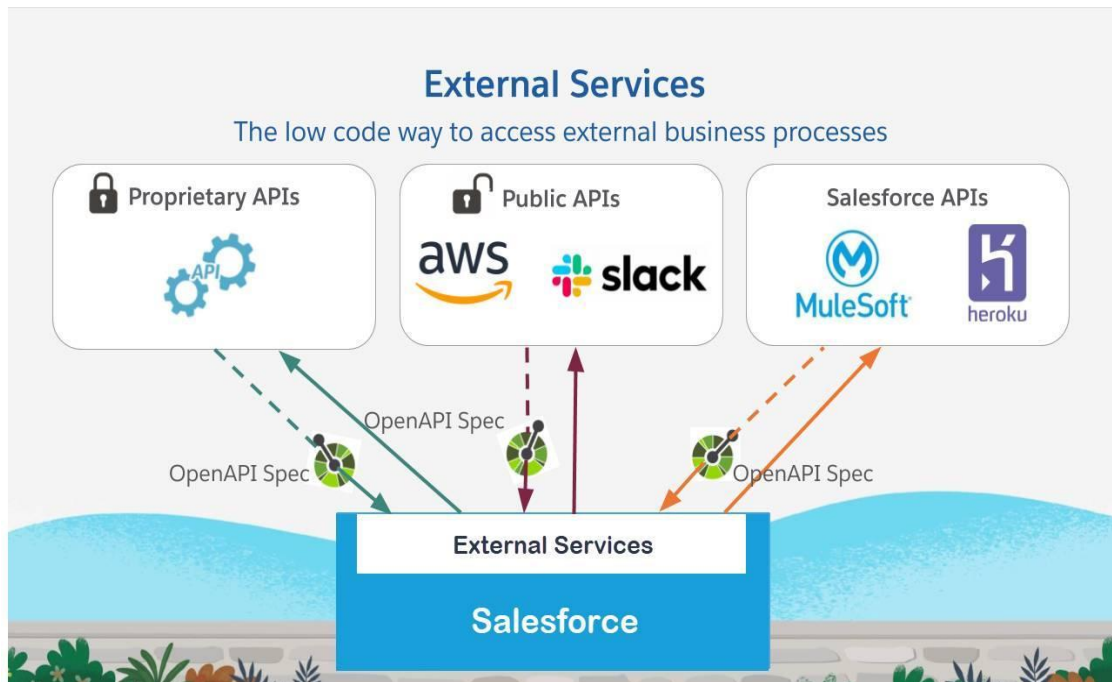 External Services
The low code way to access external business processes
Proprietary APIs
API
Public APIs
aws
slack
Salesforce APIs
MuleSoft
heroku
OpenAPI Spec
OpenAPI Spec
OpenAPI Spec
External Services
Salesforce